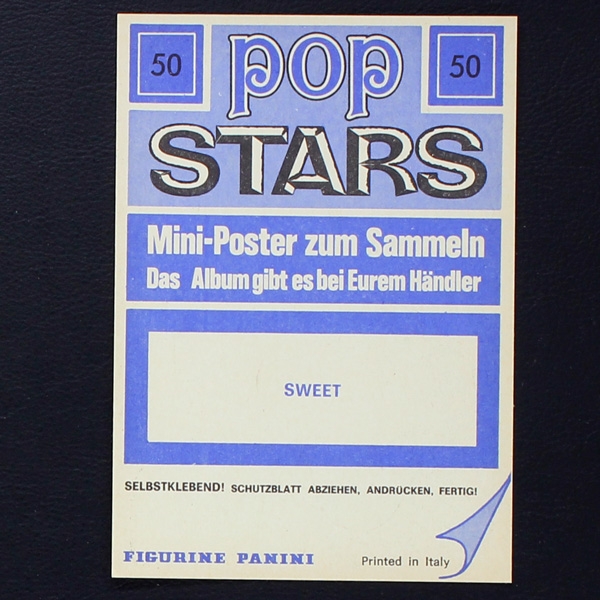 50 pop 50
STARS
Mini-Poster zum Sammeln
Das Album gibt es bei Eurem Händler
SWEET
SELBSTKLEBEND! SCHUTZBLATT ABZIEHEN, ANDRÜCKEN, FERTIG!
FIGURINE PANINI Printed in Italy